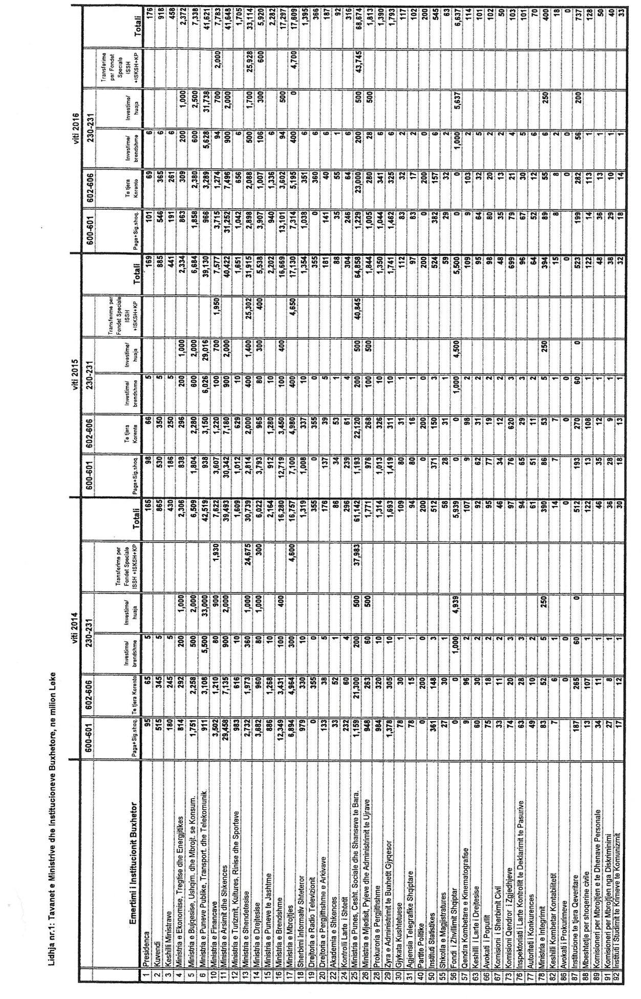 Lidhja nr.1: Tavanet e Ministrive dhe Institucioneve Buxhetore, ne milion Leke
viti 2014 viti 2015 viti 2016
600-601 602-606 230-231 600-601 602-606 230-231 600-601 602-606 230-231
Emertimi i Institucionit Buxhetor Paga+Sig.shoq. Te tjera Korente Investime/ brendshme Investime/ huaja Transferime per Fondet Speciale ISSH +ISKSH+KP Totali Paga+Sig.shoq Te tjera Korente Investime/ brendshme Investime/ huaja Transferime per Fondet Speciale ISSH +ISKSH+KP Totali Paga+Sig.shoq. Te tjera Korente Investime/ brendshme Investime/ huaja Transferime per Fondet Speciale ISSH +ISKSH+KP Totali
1 Presidenca 95 65 5 165 98 66 5 169 101 69 6 176
2 Kuvendi 515 345 5 865 530 350 5 885 546 365 6 918
3 Keshilli Ministrave 180 245 5 430 186 250 5 441 191 261 6 458
4 Ministria e Ekonomise, Tregtise dhe Energjitikes 814 292 200 1,000 2,306 838 296 200 1,000 2,334 863 309 200 1,000 2,372
5 Ministria e Bujqesise, Ushqim, dhe Mbrojt. se Konsum. 1,751 2,258 500 2,000 6,509 1,804 2,280 600 2,000 6,684 1,858 2,380 600 2,500 7,338
6 Ministria e Puneve Publike, Transport. dhe Telekomunik. 911 3,108 5,500 33,000 42,519 938 3,150 6,026 29,016 39,130 966 3,289 5,628 31,738 41,621
10 Ministria e Financave 3,502 1,210 80 900 1,930 7,622 3,607 1,220 100 700 1,950 7,577 3,715 1,274 94 700 2,000 7,783
11 Ministria e Arsimit dhe Shkences 29,458 7,135 900 2,000 39,493 30,342 7,180 900 2,000 40,422 31,252 7,496 900 2,000 41,648
12 Ministria e Turizmit, Kultures, Rinise dhe Sporteve 983 616 10 1,609 1,012 629 10 1,651 1,042 656 6 1,705
13 Ministria e Shendetesise 2,732 1,973 360 1,000 24,675 30,739 2,814 2,000 400 1,400 25,302 31,915 2,898 2,088 500 1,700 25,928 33,114
14 Ministria e Drejtesise 3,682 960 80 1,000 300 6,022 3,793 965 80 300 400 5,538 3,907 1,007 106 300 600 5,920
15 Ministria e Puneve te Jashtme 886 1,268 10 2,164 912 1,280 10 2,202 940 1,336 6 2,282
16 Ministria e Brendshme 12,349 3,431 100 400 16,280 12,719 3,450 100 400 16,669 13,101 3,602 94 500 17,297
17 Ministria e Mbrojtjes 6,894 4,964 300 4,600 16,757 7,100 4,980 400 4,650 17,130 7,314 5,195 400 0 4,700 17,609
18 Sherbimi Informativ Shteteror 979 330 10 1,319 1,008 337 10 1,354 1,038 351 6 1,395
19 Drejtoria e Radio Televizionit 0 355 0 355 0 355 0 355 0 360 6 366
20 Drejtoria e Pergjithshme e Arkivave 133 38 5 176 137 39 5 181 141 40 6 187
22 Akademia e Shkences 33 52 1 86 34 53 1 88 35 55 1 92
24 Kontrolli Larte i Shtetit 232 60 4 296 239 61 4 304 246 64 6 316
25 Ministria e Punes, Cesht. Sociale dhe Shanseve te Bara. 1,159 21,300 200 500 37,983 61,142 1,193 22,120 200 500 40,845 64,858 1,229 23,000 200 500 43,745 68,674
26 Ministria e Mjedisit, Pyjeve dhe Administrimit te Ujrave 948 263 60 500 1,771 976 268 100 500 1,844 1,005 280 28 500 1,813
28 Prokuroria e Pergjithshme 984 320 10 1,314 1,013 326 10 1,350 1,044 341 6 1,390
29 Zyra e Administrimit te Buxhetit Gjyqesor 1,378 305 10 1,693 1,419 311 10 1,741 1,462 325 6 1,793
30 Gjykata Kushtetuese 78 30 1 109 80 31 1 112 83 32 2 117
31 Agjensia Telegrafike Shqiptare 78 15 1 94 80 16 1 97 83 17 2 102
40 Partite Politike 0 200 0 200 0 200 0 200 0 200 0 200
50 Instituti Statistikes 361 148 3 512 371 150 3 524 382 157 6 545
55 Shkolla e Magjistratures 27 30 1 58 28 31 1 59 29 32 2 63
56 Fondi i Zhvillimit Shqiptar 0 0 1,000 4,939 5,939 0 0 1,000 4,500 5,500 0 0 1,000 5,637 6,637
57 Qendra Kombetare e Kinematografise 9 96 2 107 9 98 2 109 9 103 2 114
63 Keshilli i Larte i Drejtesise 60 30 2 92 62 31 2 95 64 32 5 101
66 Avokati i Popullit 75 18 2 95 77 19 2 98 80 20 2 102
67 Komisioni i Sherbimit Civil 33 11 2 46 34 12 2 48 35 13 2 50
73 Komisioni Qendror i Zgjedhjeve 74 20 3 97 76 620 3 699 79 21 4 103
76 Inspektoriati i Larte Kontrollit te Deklarimit te Pasurive 63 28 3 94 65 29 3 96 67 30 5 101
77 Autoriteti i Konkurences 49 10 2 61 51 11 2 64 52 12 6 70
78 Ministria e Integrimit 83 52 5 250 390 86 53 5 250 394 89 55 6 250 400
82 Keshilli Kombetar Kontabilitetit 7 6 1 14 7 7 1 15 8 8 2 18
86 Avokati i Prokurimeve 0 0 0 0 0 0 0 0
87 Institucione te tjera Qeveritare 187 265 60 0 512 193 270 60 0 523 199 282 56 200 737
88 Mbeshtetje per shoqerine civile 13 107 1 122 13 108 1 122 14 113 1 128
89 Komisioneri per Mbrojtjen e te Dhenave Personale 34 11 1 46 35 12 1 48 36 13 1 50
91 Komisioneri per Mbrojtjen nga Diskriminimi 27 8 1 36 28 9 1 38 29 10 1 40
92 Instituti i Studimit te Krimeve te Komunizmit 17 12 1 30 18 13 1 32 18 14 1 33